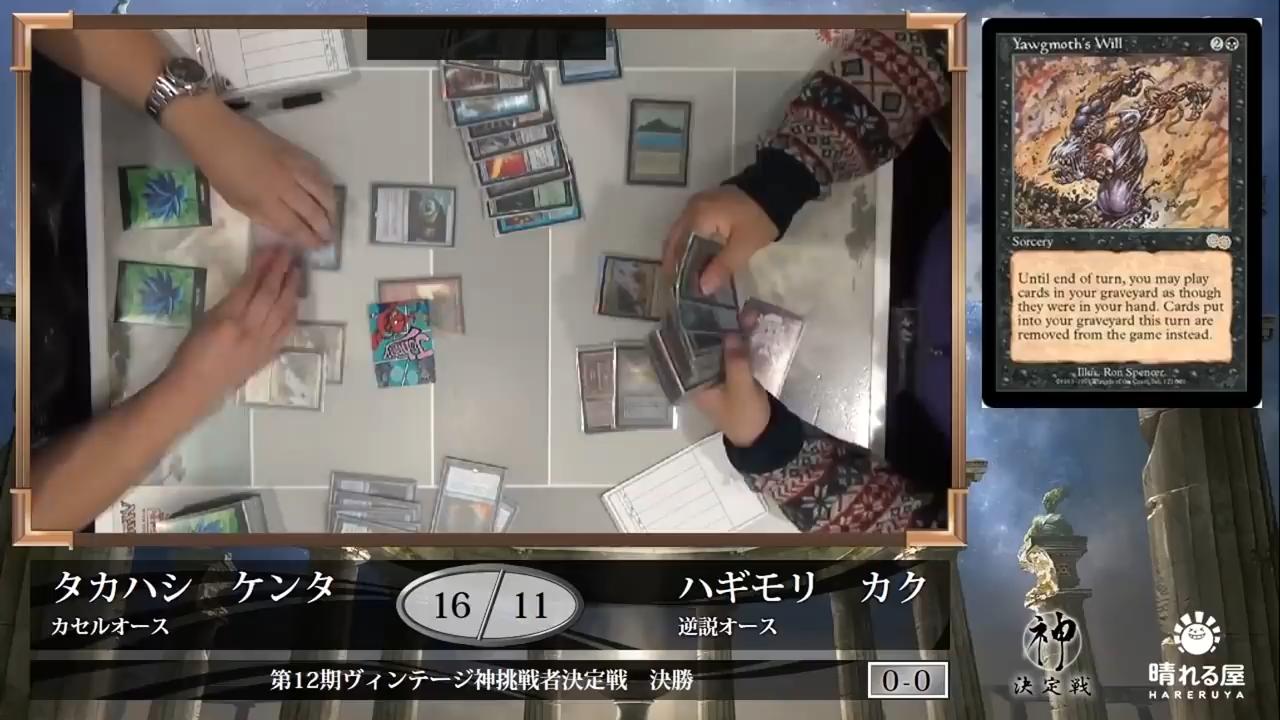 Yawgmoth's Will 2
Sorcery
Until end of turn, you may play
cards in your graveyard as though
they were in your hand. Cards put
into your graveyard this turn are
removed from the game instead.
Illus. Ron Spencer
タカハシ ケンタ
カセルオース
16 / 11
ハギモリ カク
逆説オース
第12期ヴィンテージ神挑戦者決定戦 決勝
0-0
神
決定戦
晴れる屋
HARERUYA